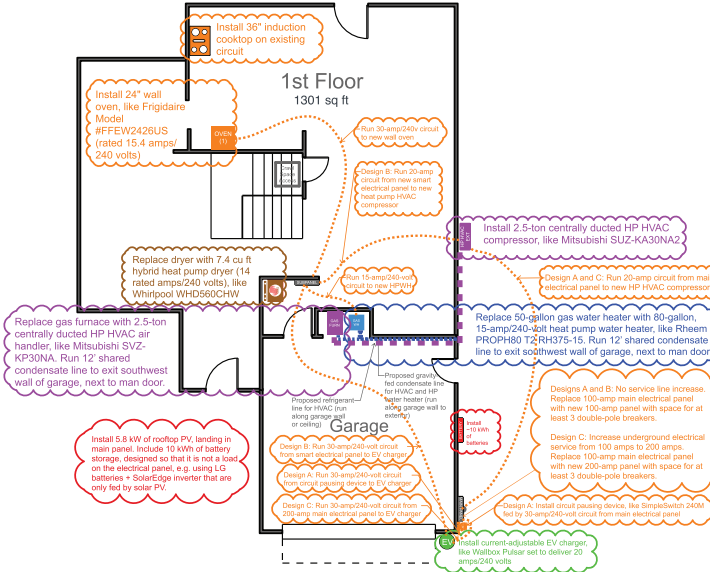 Install 36" induction
cooktop on existing
circuit
1st Floor
1301 sq ft
Install 24" wall
oven, like Frigidaire
Model
#FFEW2426US
(rated 15.4 amps/
240 volts)
OVEN
(1)
Run 30-amp/240v circuit
to new wall oven
Design B: Run 20-amp
circuit from new smart
electrical panel to new
heat pump HVAC
compressor
Install 2.5-ton centrally ducted HP HVAC
compressor, like Mitsubishi SUZ-KA30NA2
Replace dryer with 7.4 cu ft
hybrid heat pump dryer (14
rated amps/240 volts), like
Whirlpool WHD560CHW
Run 15-amp/240-volt
circuit to new HPWH
Design A and C: Run 20-amp circuit from mai
electrical panel to new HP HVAC compressor
Replace gas furnace with 2.5-ton
centrally ducted HP HVAC air
handler, like Mitsubishi SVZ-
KP30NA. Run 12' shared
condensate line to exit southwest
wall of garage, next to man door.
GAS
FURN
GAS
WH
Replace 50-gallon gas water heater with 80-gallon,
15-amp/240-volt heat pump water heater, like Rheem
PROPH80 T2 RH375-15. Run 12' shared condensate
line to exit southwest wall of garage, next to man door
Proposed refrigerant
line for HVAC (run
along garage wall
or ceiling)
Proposed gravity-
fed condensate line
for HVAC and HP
water heater (run
along garage wall to
exterior)
Garage
Install
~10 kWh
of
batteries
Designs A and B: No service line increase.
Replace 100-amp main electrical panel
with new 100-amp panel with space for at
least 3 double-pole breakers.
Design C: Increase underground electrical
service from 100 amps to 200 amps.
Replace 100-amp main electrical panel
with new 200-amp panel with space for at
least 3 double-pole breakers.
Install 5.8 kW of rooftop PV, landing in
main panel. Include 10 kWh of battery
storage, designed so that it is not a load
on the electrical panel, e.g. using LG
batteries + SolarEdge inverter that are
only fed by solar PV.
Design B: Run 30-amp/240-volt circuit
from smart electrical panel to EV charger
Design A: Run 30-amp/240-volt circuit
from circuit pausing device to EV charger
Design C: Run 30-amp/240-volt circuit from
200-amp main electrical panel to EV charger
Design A: Install circuit pausing device, like SimpleSwitch 240M
fed by 30-amp/240-volt circuit from main electrical panel
EV
Install current-adjustable EV charger,
like Wallbox Pulsar set to deliver 20
amps/240 volts